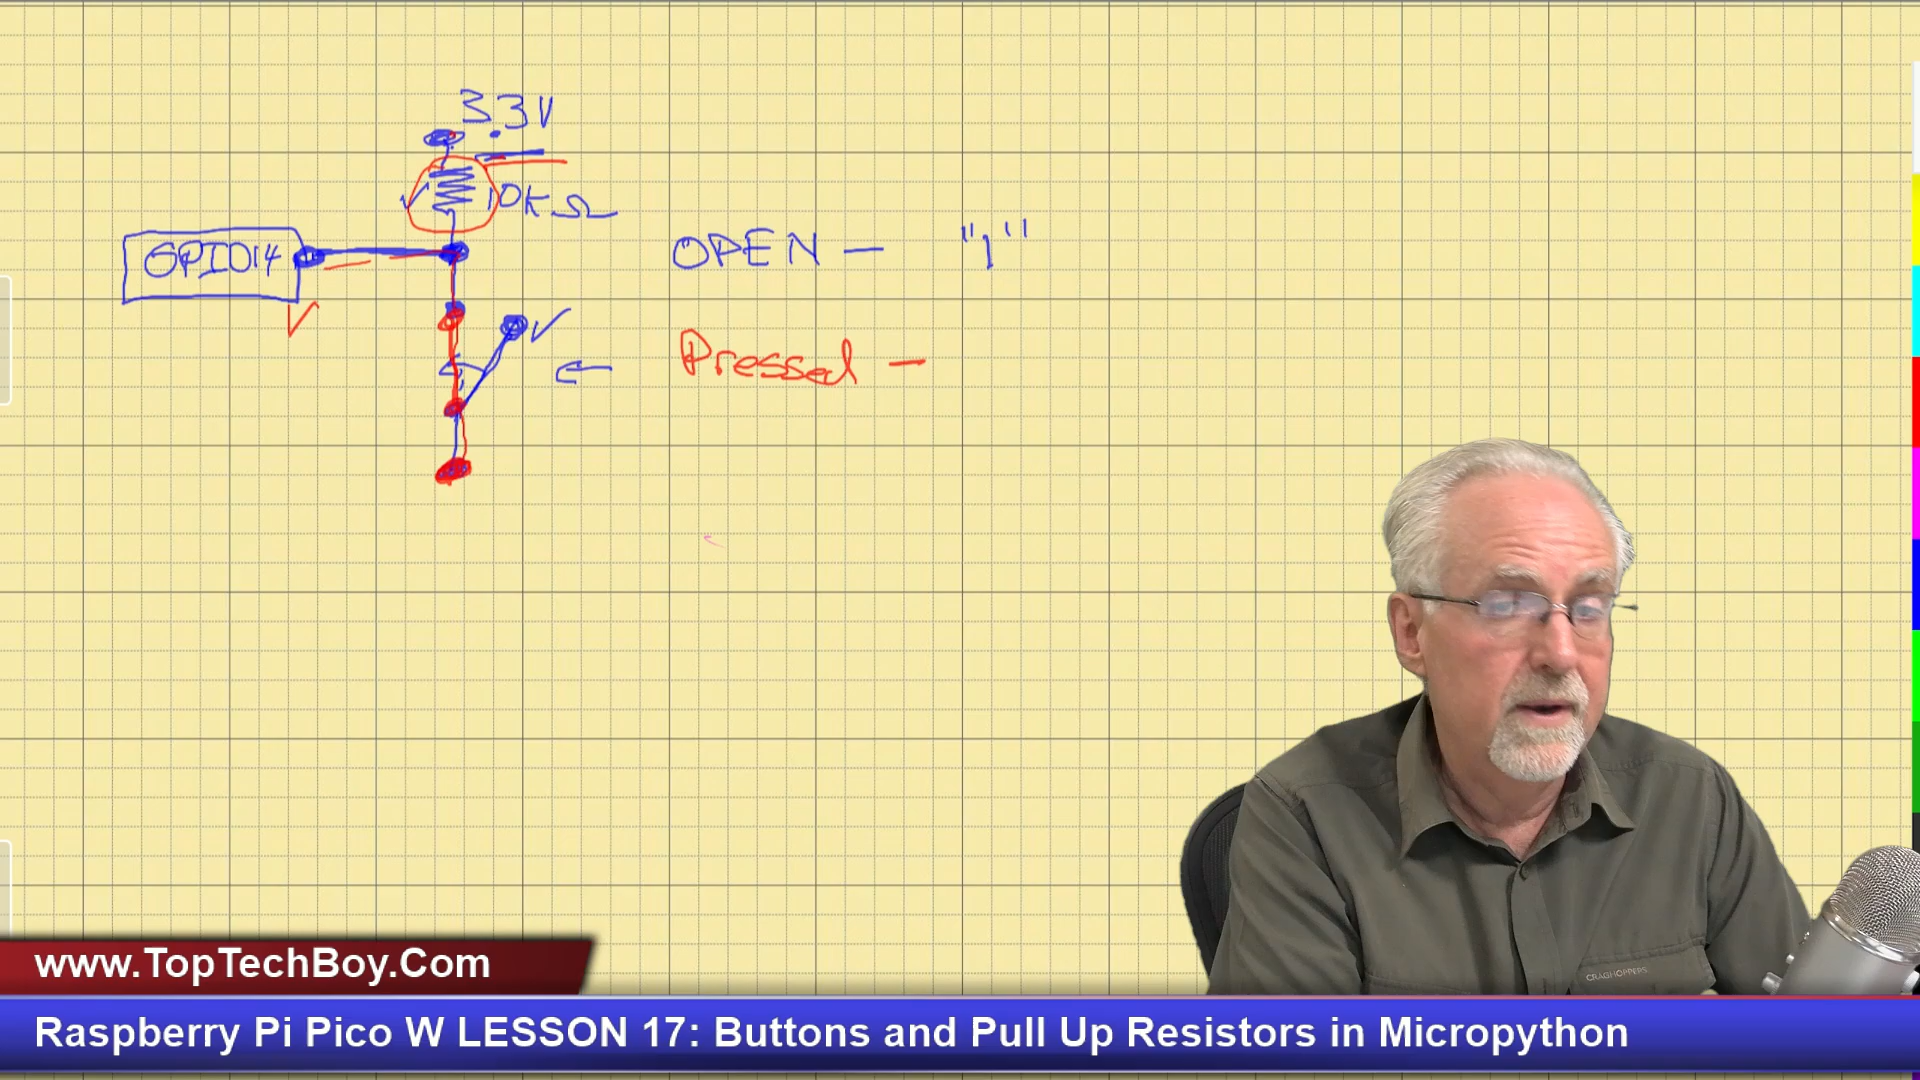 3.3V
10KΩ
GPIO14
OPEN — "1"
Pressed —
CRAGHOPPERS
www.TopTechBoy.Com
Raspberry Pi Pico W LESSON 17: Buttons and Pull Up Resistors in Micropython